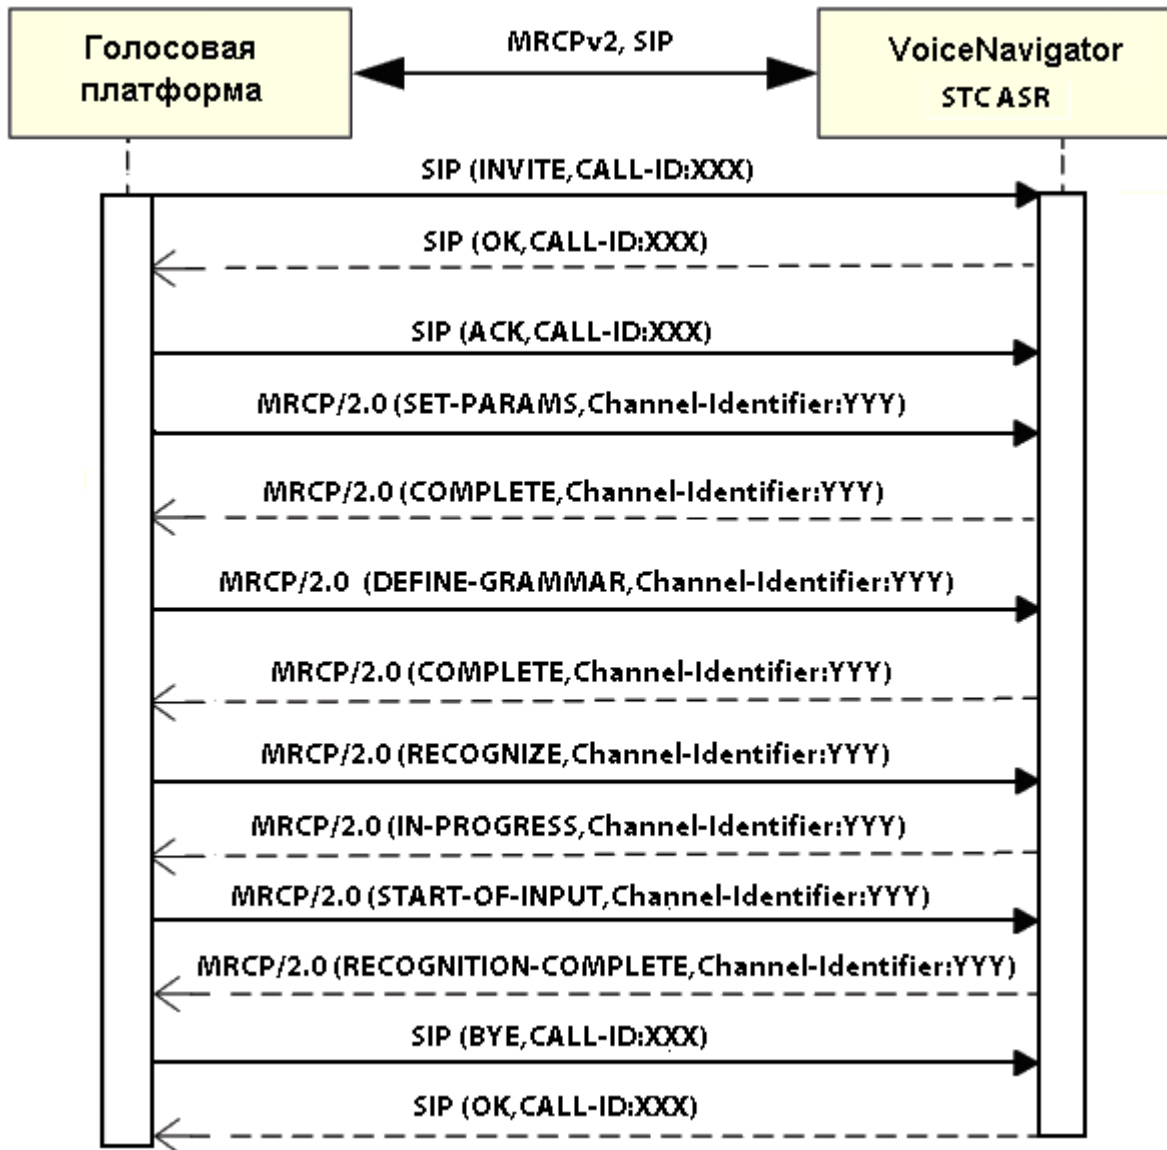 Голосовая
платформа
MRCPv2, SIP
VoiceNavigator
STC ASR
SIP (INVITE,CALL-ID:XXX)
SIP (OK,CALL-ID:XXX)
SIP (ACK,CALL-ID:XXX)
MRCP/2.0 (SET-PARAMS,Channel-Identifier:YYY)
MRCP/2.0 (COMPLETE,Channel-Identifier:YYY)
MRCP/2.0 (DEFINE-GRAMMAR,Channel-Identifier:YYY)
MRCP/2.0 (COMPLETE,Channel-Identifier:YYY)
MRCP/2.0 (RECOGNIZE,Channel-Identifier:YYY)
MRCP/2.0 (IN-PROGRESS,Channel-Identifier:YYY)
MRCP/2.0 (START-OF-INPUT,Channel-Identifier:YYY)
MRCP/2.0 (RECOGNITION-COMPLETE,Channel-Identifier:YYY)
SIP (BYE,CALL-ID:XXX)
SIP (OK,CALL-ID:XXX)